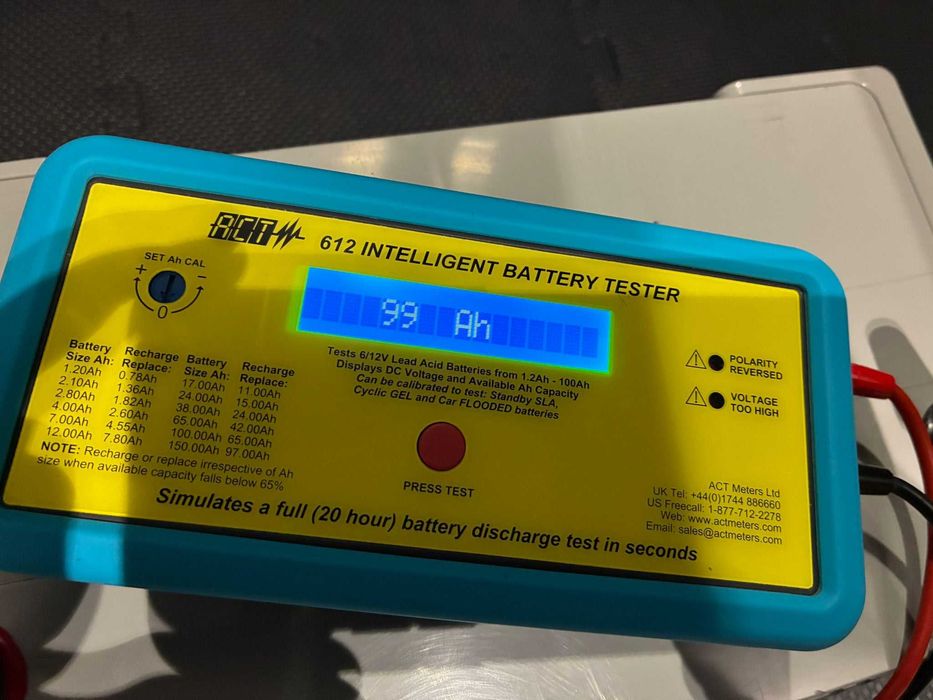 ACT
612 INTELLIGENT BATTERY TESTER
SET Ah CAL
+ -
0
99 Ah
Tests 6/12V Lead Acid Batteries from 1.2Ah - 100Ah
Displays DC Voltage and Available Ah Capacity
Can be calibrated to test: Standby SLA,
Cyclic GEL and Car FLOODED batteries
Battery Recharge Battery Recharge
Size Ah: Replace: Size Ah: Replace:
1.20Ah 0.78Ah 17.00Ah 11.00Ah
2.10Ah 1.36Ah 24.00Ah 15.00Ah
2.80Ah 1.82Ah 38.00Ah 24.00Ah
4.00Ah 2.60Ah 65.00Ah 42.00Ah
7.00Ah 4.55Ah 100.00Ah 65.00Ah
12.00Ah 7.80Ah 150.00Ah 97.00Ah
NOTE: Recharge or replace irrespective of Ah
size when available capacity falls below 65%
PRESS TEST
POLARITY
REVERSED
VOLTAGE
TOO HIGH
ACT Meters Ltd
UK Tel: +44(0)1744 886660
US Freecall: 1-877-712-2278
Web: www.actmeters.com
Email: sales@actmeters.com
Simulates a full (20 hour) battery discharge test in seconds